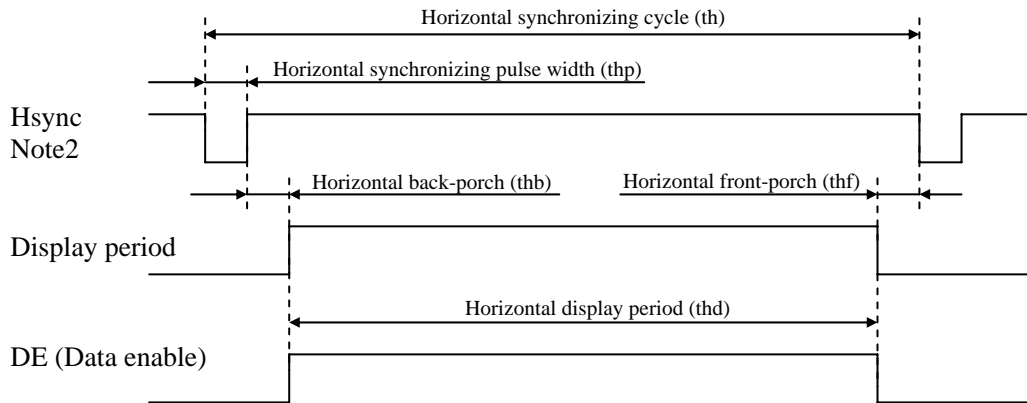 Horizontal synchronizing cycle (th)
Horizontal synchronizing pulse width (thp)
Hsync
Note2
Horizontal back-porch (thb)
Horizontal front-porch (thf)
Display period
Horizontal display period (thd)
DE (Data enable)